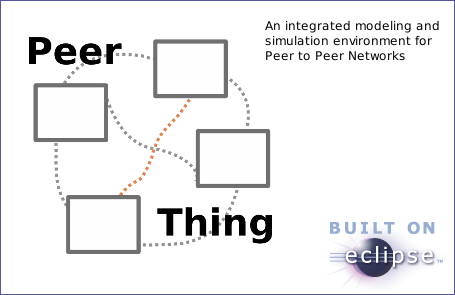 Peer
An integrated modeling and
simulation environment for
Peer to Peer Networks
Thing
BUILT ON
eclipse™